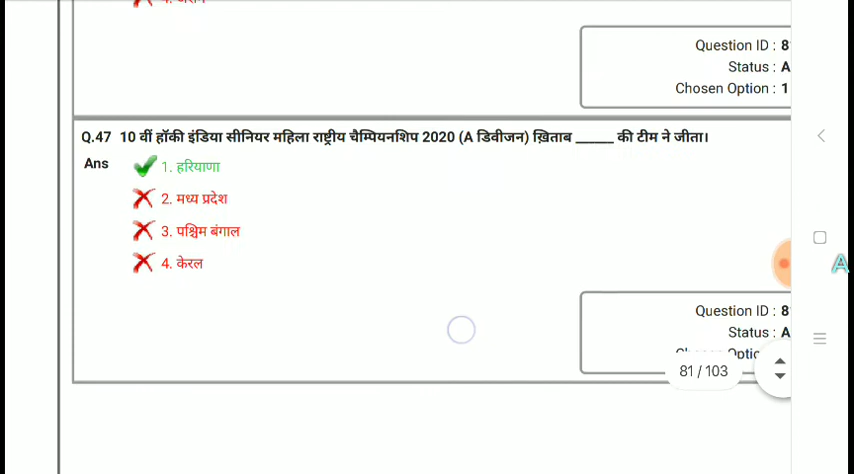 Question ID : 8
Status : A
Chosen Option : 1
Q.47 10 वीं हॉकी इंडिया सीनियर महिला राष्ट्रीय चैम्पियनशिप 2020 (A डिवीजन) ख़िताब ______ की टीम ने जीता।
Ans 1. हरियाणा
2. मध्य प्रदेश
3. पश्चिम बंगाल
4. केरल
A
Question ID : 8
Status : A
81 / 103